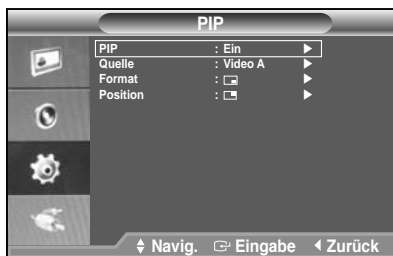 PIP
PIP : Ein
Quelle : Video A
Format :
Position :
Navig. Eingabe Zurück